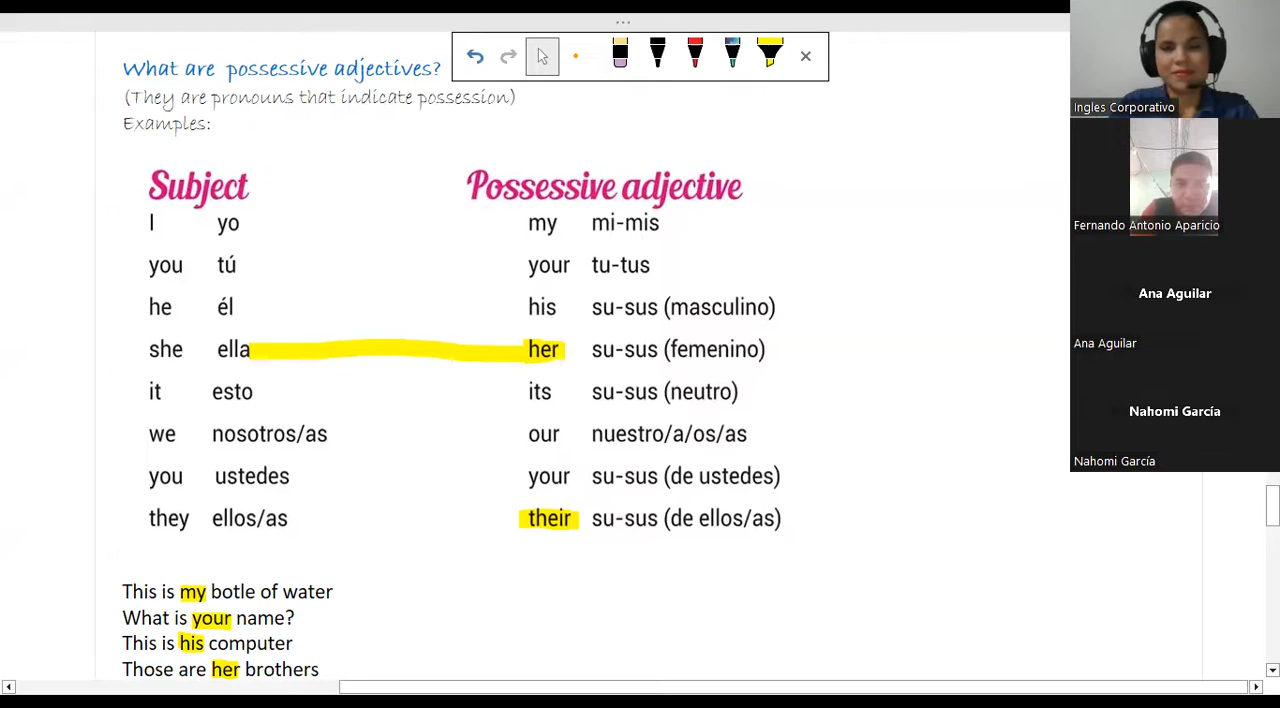 What are possessive adjectives?
(They are pronouns that indicate possession)
Examples:
Subject Possessive adjective
I yo my mi-mis
you tú your tu-tus
he él his su-sus (masculino)
she ella her su-sus (femenino)
it esto its su-sus (neutro)
we nosotros/as our nuestro/a/os/as
you ustedes your su-sus (de ustedes)
they ellos/as their su-sus (de ellos/as)
This is my botle of water
What is your name?
This is his computer
Those are her brothers
Ingles Corporativo
Fernando Antonio Aparicio
Ana Aguilar
Ana Aguilar
Nahomi García
Nahomi García